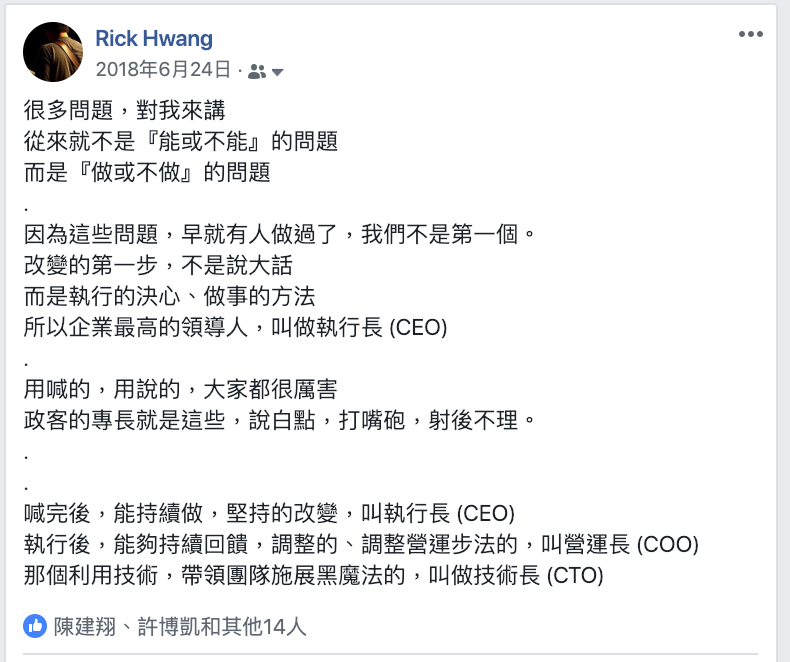 Rick Hwang
2018年6月24日 ·
很多問題，對我來講
從來就不是『能或不能』的問題
而是『做或不做』的問題
.
因為這些問題，早就有人做過了，我們不是第一個。
改變的第一步，不是說大話
而是執行的決心、做事的方法
所以企業最高的領導人，叫做執行長 (CEO)
.
用喊的，用說的，大家都很厲害
政客的專長就是這些，說白點，打嘴砲，射後不理。
.
.
喊完後，能持續做，堅持的改變，叫執行長 (CEO)
執行後，能夠持續回饋，調整的、調整營運步法的，叫營運長 (COO)
那個利用技術，帶領團隊施展黑魔法的，叫做技術長 (CTO)
陳建翔、許博凱和其他14人